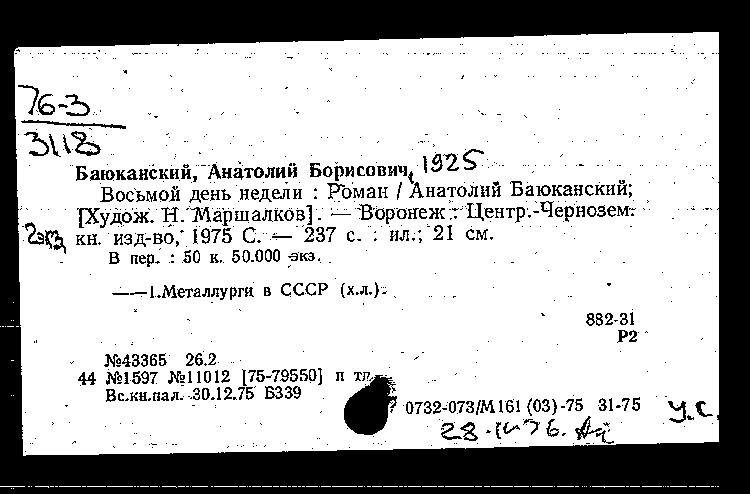 76-3
3118
Баюканский, Анатолий Борисович, 1925
Восьмой день недели : Роман / Анатолий Баюканский;
[Худож. Н. Маршалков]. — Воронеж : Центр.-Чернозем.
2экз кн. изд-во, 1975 С. — 237 с. : ил.; 21 см.
В пер. : 50 к. 50.000 экз.
——1.Металлурги в СССР (х.л.).
882-31
Р2
№43365 26.2
44 №1597 №11012 [75-79550] п тл
Вс.кн.пал. 30.12.75 Б339
0732-073/М161 (03)-75 31-75 У.С.
28.IV 76.